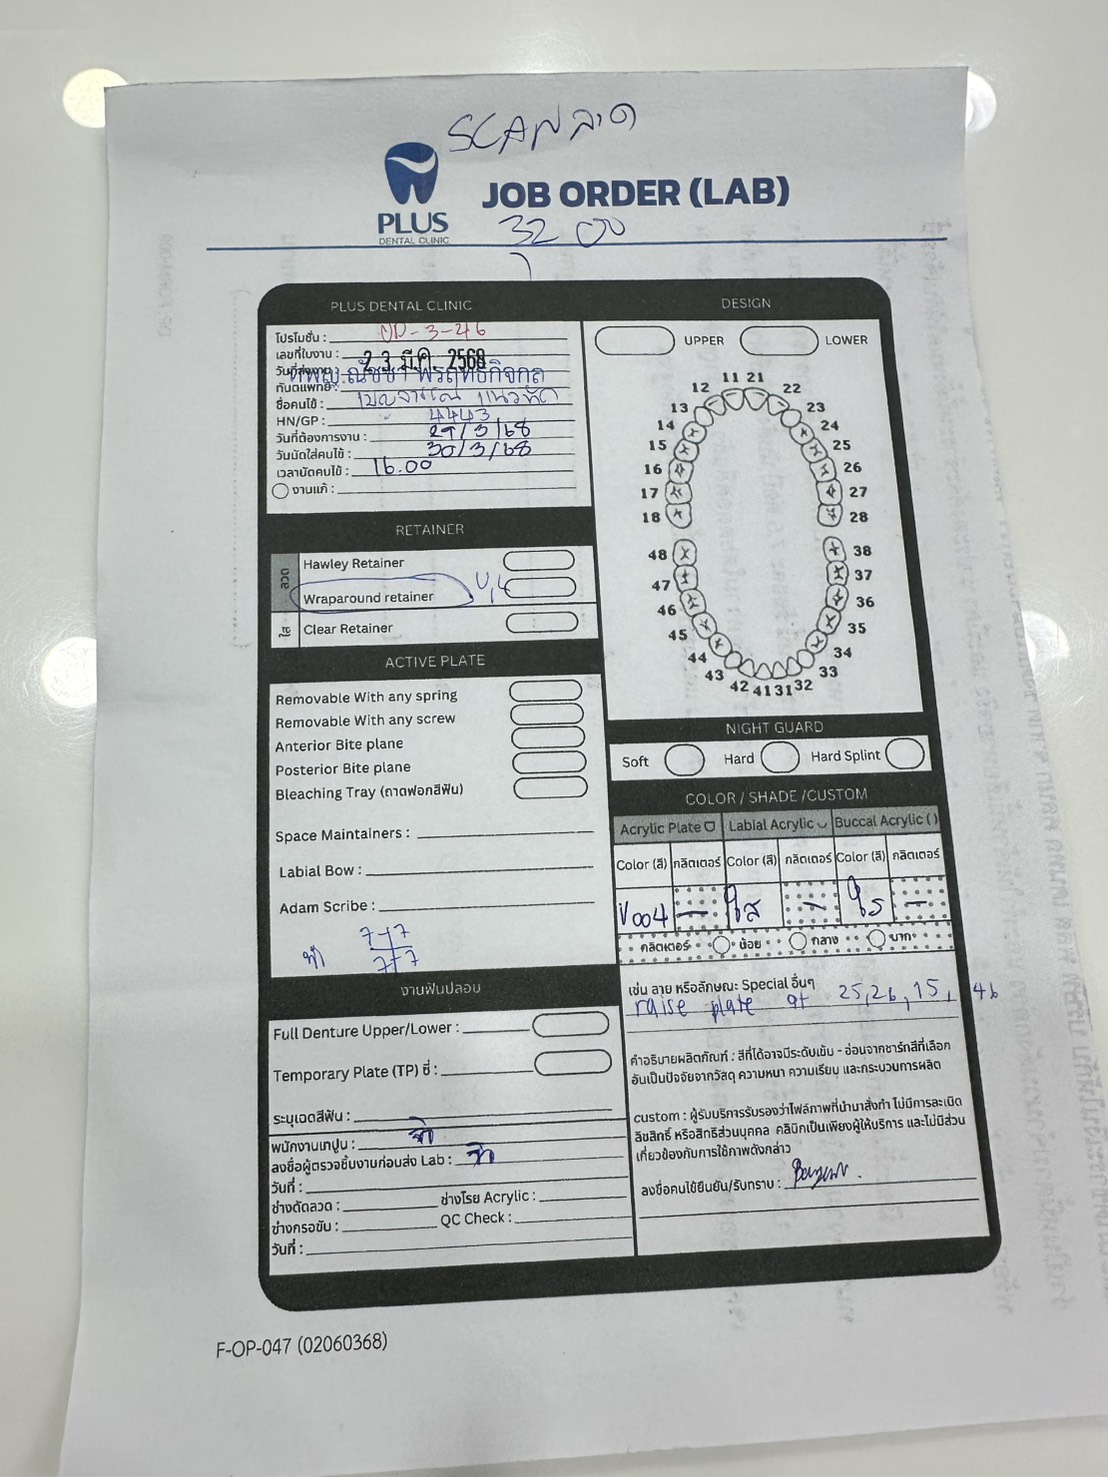 SCAN ลวด
PLUS
DENTAL CLINIC
JOB ORDER (LAB)
32 00
PLUS DENTAL CLINIC
โปรโมชั่น :
เลขที่ใบงาน : OP-3-46
วันที่ส่งงาน : 23 มี.ค. 2568
ทันตแพทย์ : ทพญ.ณัชชา
ชื่อคนไข้ :
HN/GP : 4443
วันที่ต้องการงาน : 29/3/68
วันนัดใส่คนไข้ : 30/3/68
เวลานัดคนไข้ : 16.00
งานแก้ :
RETAINER
ลวด
Hawley Retainer
Wraparound retainer U,L
ใส
Clear Retainer
ACTIVE PLATE
Removable With any spring
Removable With any screw
Anterior Bite plane
Posterior Bite plane
Bleaching Tray (ถาดฟอกสีฟัน)
Space Maintainers :
Labial Bow :
Adam Scribe :
7 7
7 7
งานฟันปลอม
Full Denture Upper/Lower :
Temporary Plate (TP) ซี่ :
ระบุเฉดสีฟัน :
พนักงานเทปูน :
ลงชื่อผู้ตรวจชิ้นงานก่อนส่ง Lab :
วันที่ :
ช่างดัดลวด : ช่างโรย Acrylic :
ช่างกรอขัน : QC Check :
วันที่ :
DESIGN
UPPER LOWER
11 21
12 22
13 23
14 24
15 25
16 26
17 27
18 28
48 38
47 37
46 36
45 35
44 34
43 33
42 41 31 32
NIGHT GUARD
Soft Hard Hard Splint
COLOR / SHADE /CUSTOM
Acrylic Plate Labial Acrylic Buccal Acrylic ( )
Color (สี) กลิตเตอร์ Color (สี) กลิตเตอร์ Color (สี) กลิตเตอร์
V004 — ใส — ใส —
กลิตเตอร์ น้อย กลาง มาก
เช่น ลาย หรือลักษณะ Special อื่นๆ
raise plate at 25,26,15, 46
คำอธิบายผลิตภัณฑ์ : สีที่ได้อาจมีระดับเข้ม - อ่อนจากชาร์ทสีที่เลือก
อันเป็นปัจจัยจากวัสดุ ความหนา ความเรียบ และกระบวนการผลิต
custom : ผู้รับบริการรับรองว่าไฟล์ภาพที่นำมาสั่งทำ ไม่มีการละเมิด
ลิขสิทธิ์ หรือสิทธิส่วนบุคคล คลินิกเป็นเพียงผู้ให้บริการ และไม่มีส่วน
เกี่ยวข้องกับการใช้ภาพดังกล่าว
ลงชื่อคนไข้ยืนยัน/รับทราบ :
F-OP-047 (02060368)